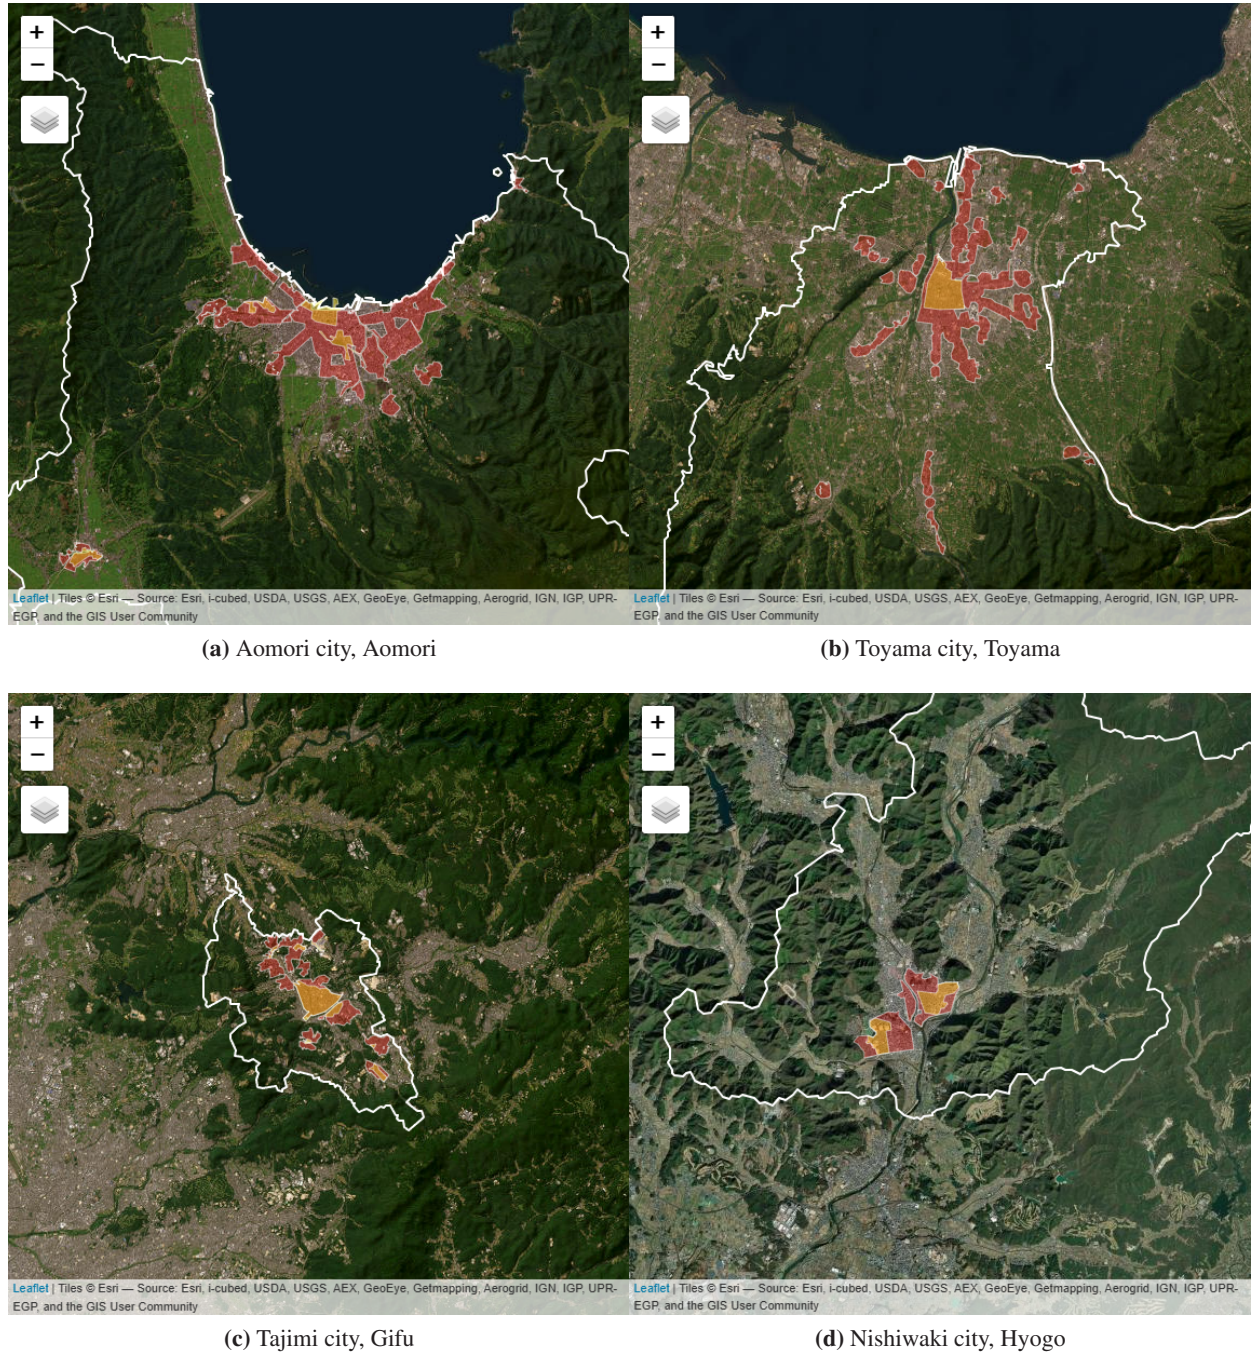 +
−
+
−
Leaflet | Tiles © Esri — Source: Esri, i-cubed, USDA, USGS, AEX, GeoEye, Getmapping, Aerogrid, IGN, IGP, UPR-
EGP, and the GIS User Community
Leaflet | Tiles © Esri — Source: Esri, i-cubed, USDA, USGS, AEX, GeoEye, Getmapping, Aerogrid, IGN, IGP, UPR-
EGP, and the GIS User Community
(a) Aomori city, Aomori
(b) Toyama city, Toyama
+
−
+
−
Leaflet | Tiles © Esri — Source: Esri, i-cubed, USDA, USGS, AEX, GeoEye, Getmapping, Aerogrid, IGN, IGP, UPR-
EGP, and the GIS User Community
Leaflet | Tiles © Esri — Source: Esri, i-cubed, USDA, USGS, AEX, GeoEye, Getmapping, Aerogrid, IGN, IGP, UPR-
EGP, and the GIS User Community
(c) Tajimi city, Gifu
(d) Nishiwaki city, Hyogo